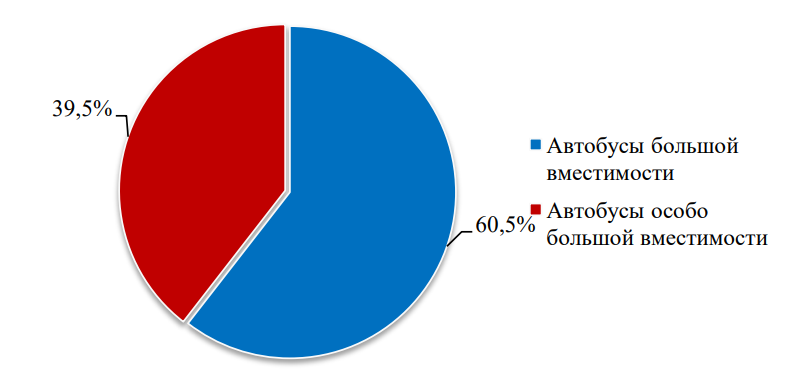 39,5%
60,5%
Автобусы большой
вместимости
Автобусы особо
большой вместимости